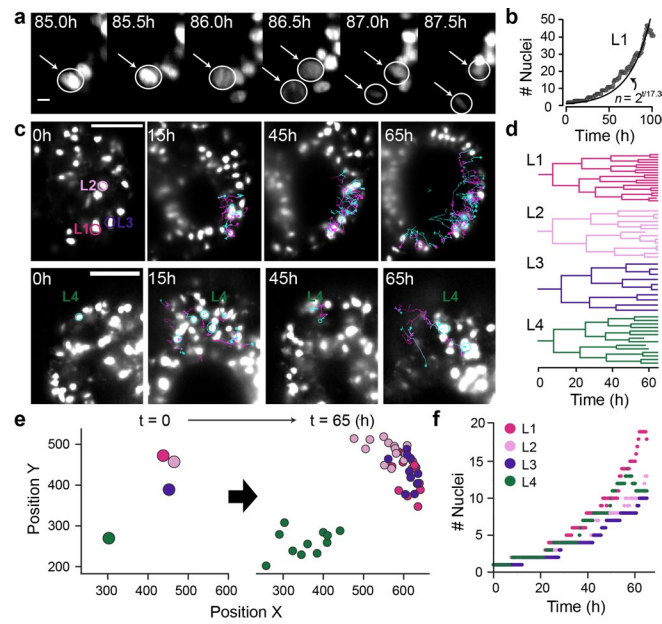 a
85.0h 85.5h 86.0h 86.5h 87.0h 87.5h
b
# Nuclei
50
40
30
20
10
0
L1
n = 2^t/17.3
0 50 100
Time (h)
c
0h 15h 45h 65h
L2
L1 L3
0h 15h 45h 65h
L4 L4 L4 L4
d
L1
L2
L3
L4
0 20 40 60
Time (h)
e
t = 0 t = 65 (h)
Position Y
500
400
300
200
300 400 500 600 300 400 500 600
Position X
f
# Nuclei
20
15
10
5
0
L1
L2
L3
L4
0 20 40 60
Time (h)